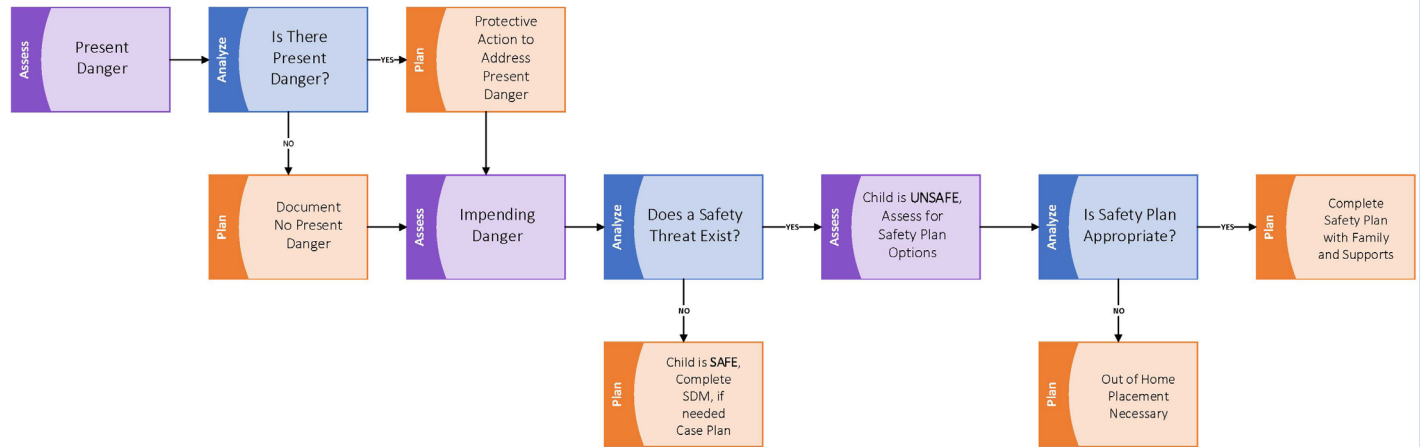 Assess
Present
Danger
Analyze
Is There
Present
Danger?
YES
Plan
Protective
Action to
Address
Present
Danger
NO
Plan
Document
No Present
Danger
Assess
Impending
Danger
Analyze
Does a Safety
Threat Exist?
YES
Assess
Child is UNSAFE,
Assess for
Safety Plan
Options
Analyze
Is Safety Plan
Appropriate?
YES
Plan
Complete
Safety Plan
with Family
and Supports
NO
Plan
Child is SAFE,
Complete
SDM, if
needed
Case Plan
NO
Plan
Out of Home
Placement
Necessary